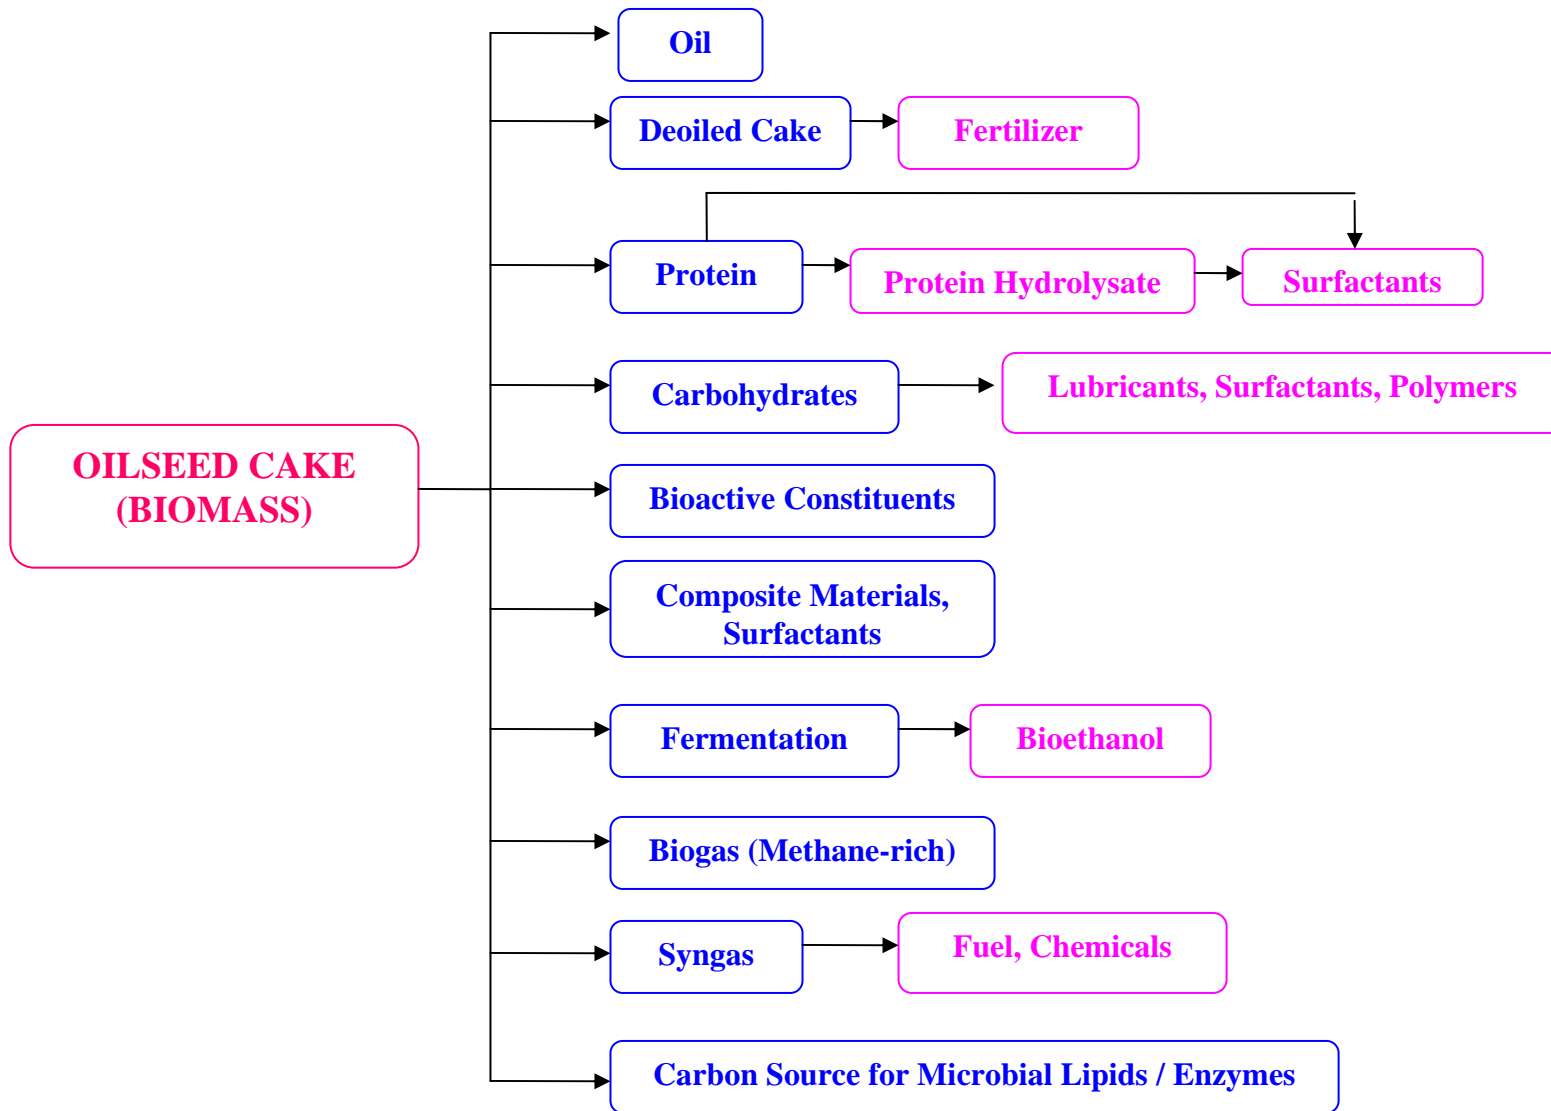 Oil
Deoiled Cake
Fertilizer
Protein
Protein Hydrolysate
Surfactants
Carbohydrates
Lubricants, Surfactants, Polymers
OILSEED CAKE
(BIOMASS)
Bioactive Constituents
Composite Materials,
Surfactants
Fermentation
Bioethanol
Biogas (Methane-rich)
Syngas
Fuel, Chemicals
Carbon Source for Microbial Lipids / Enzymes